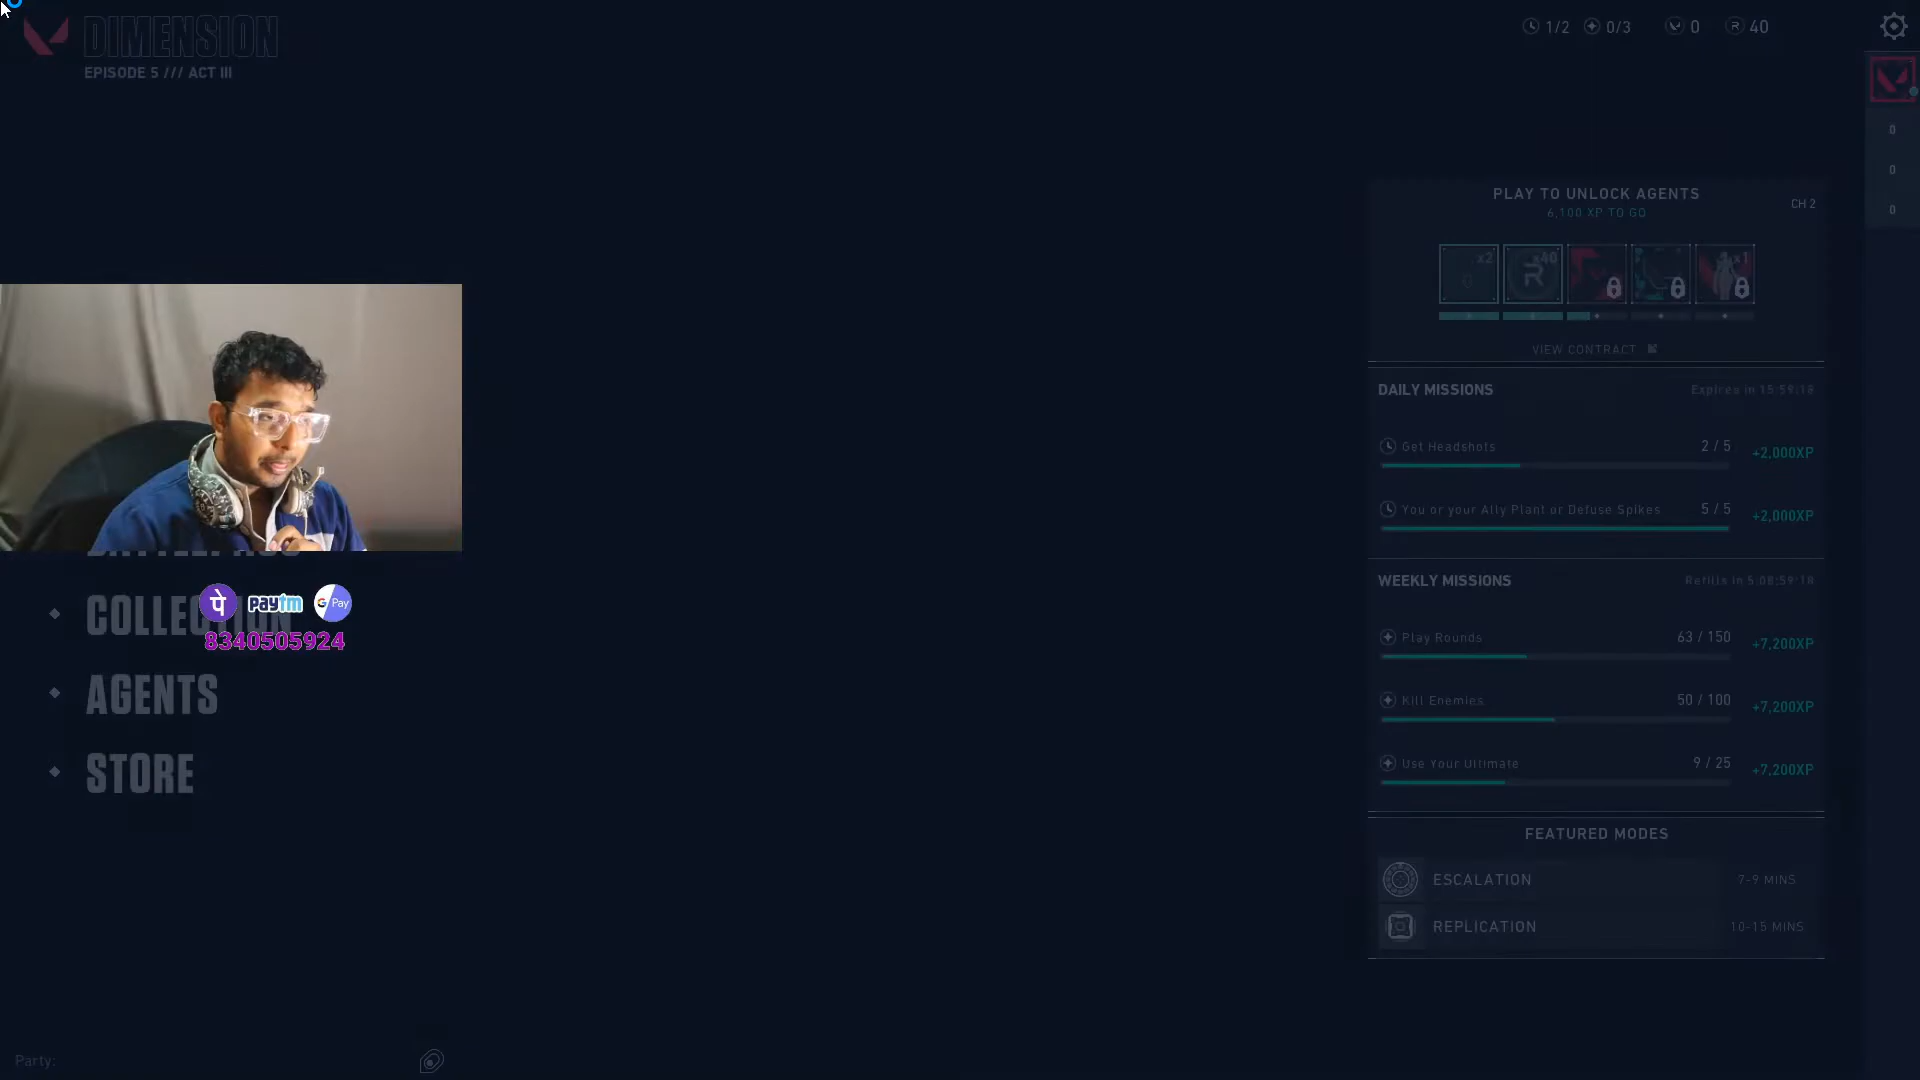 DIMENSION
EPISODE 5 /// ACT III
1/2 0/3 0 R 40
0
0
0
PLAY TO UNLOCK AGENTS
6,100 XP TO GO
CH 2
x2 x40 R x1
VIEW CONTRACT
DAILY MISSIONS Expires in 15:59:18
Get Headshots 2 / 5 +2,000XP
You or your Ally Plant or Defuse Spikes 5 / 5 +2,000XP
WEEKLY MISSIONS Refills in 5:08:59:18
Play Rounds 63 / 150 +7,200XP
Kill Enemies 50 / 100 +7,200XP
Use Your Ultimate 9 / 25 +7,200XP
FEATURED MODES
ESCALATION 7-9 MINS
REPLICATION 10-15 MINS
COLLECTION
पे paytm G Pay
8340505924
AGENTS
STORE
Party: